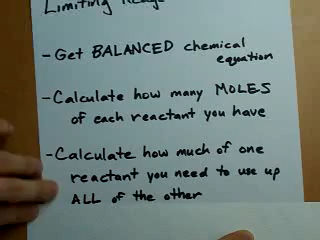 Limiting
- Get BALANCED chemical
equation
- Calculate how many MOLES
of each reactant you have
- Calculate how much of one
reactant you need to use up
ALL of the other